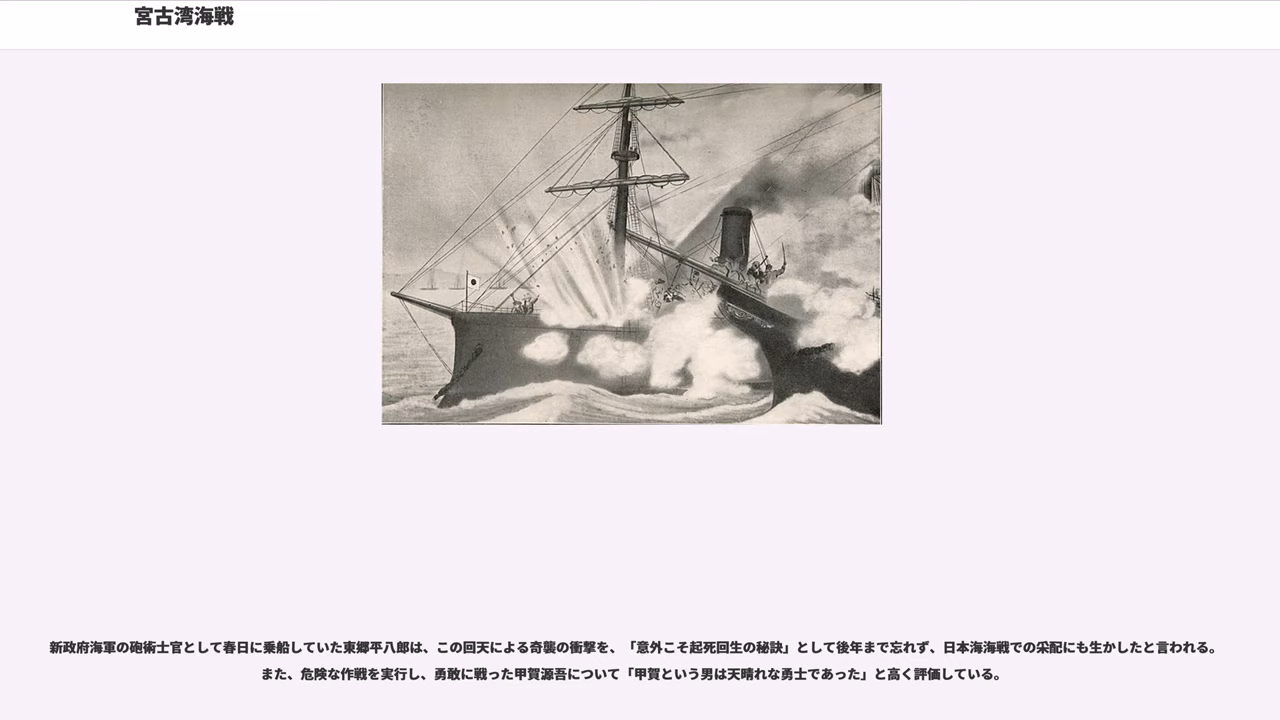 宮古湾海戦
新政府海軍の砲術士官として春日に乗船していた東郷平八郎は、この回天による奇襲の衝撃を、「意外こそ起死回生の秘訣」として後年まで忘れず、日本海海戦での采配にも生かしたと言われる。
また、危険な作戦を実行し、勇敢に戦った甲賀源吾について「甲賀という男は天晴れな勇士であった」と高く評価している。